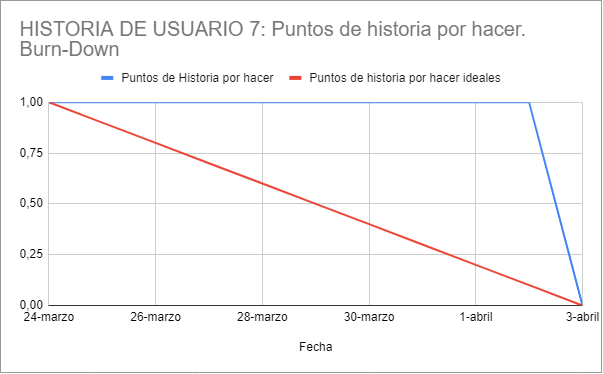 HISTORIA DE USUARIO 7: Puntos de historia por hacer.
Burn-Down
Puntos de Historia por hacer
Puntos de historia por hacer ideales
1,00
0,75
0,50
0,25
0,00
24-marzo
26-marzo
28-marzo
30-marzo
1-abril
3-abril
Fecha